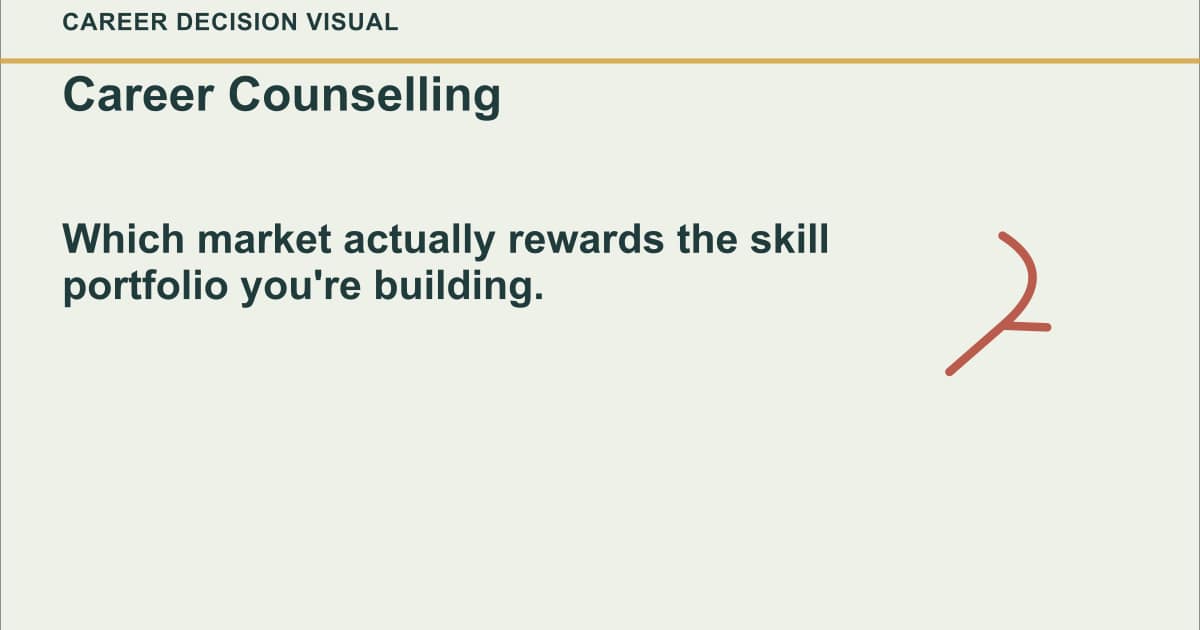 CAREER DECISION VISUAL
Career Counselling
Which market actually rewards the skill
portfolio you're building.